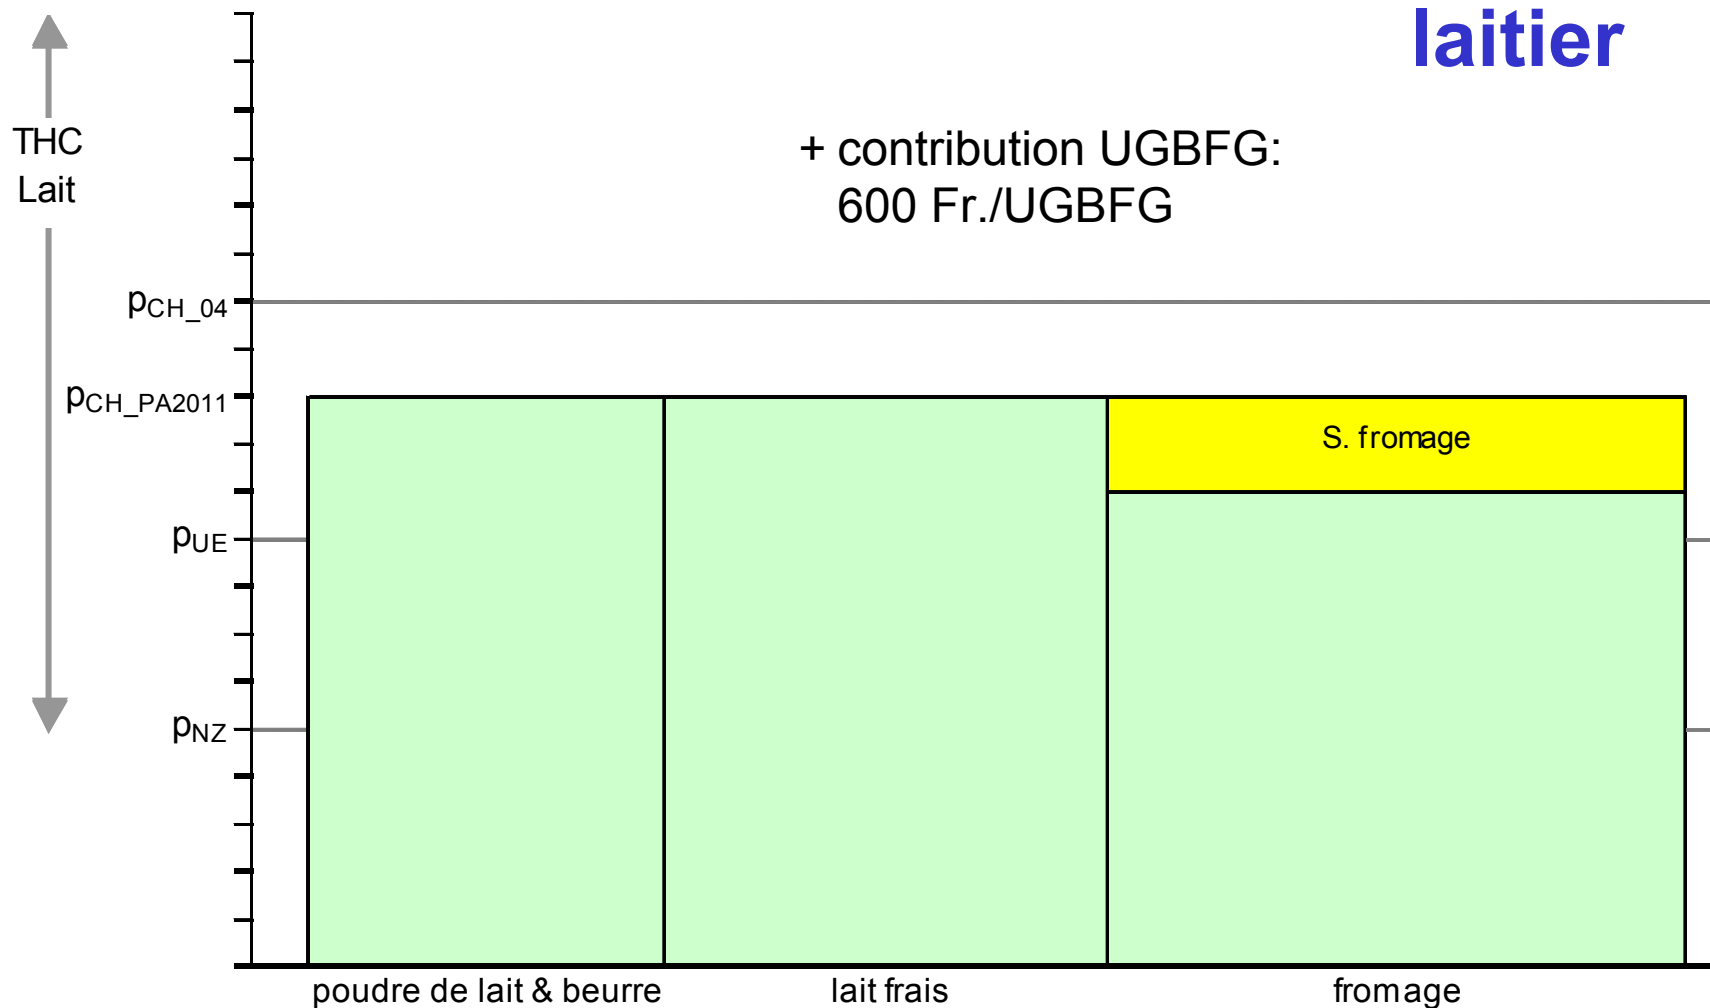 laitier
THC
Lait
+ contribution UGBFG:
600 Fr./UGBFG
pCH_04
pCH_PA2011
S. fromage
pUE
pNZ
poudre de lait & beurre
lait frais
fromage